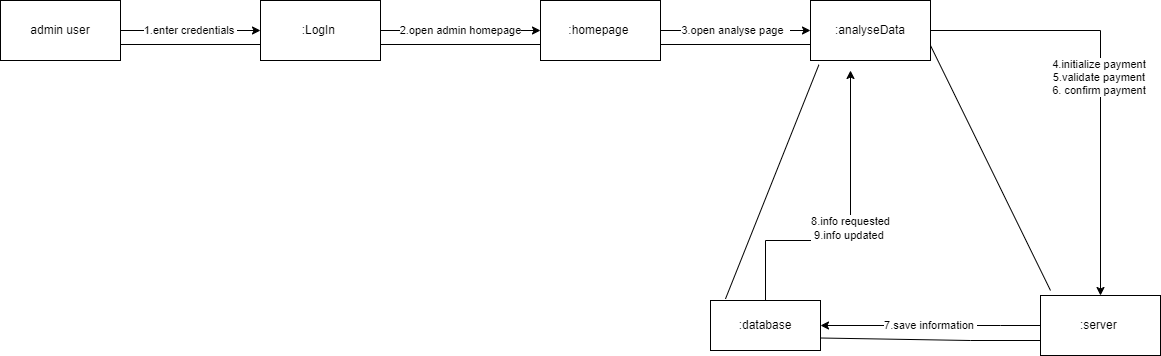 admin user
1.enter credentials
:LogIn
2.open admin homepage
:homepage
3.open analyse page
:analyseData
4.initialize payment
5.validate payment
6. confirm payment
8.info requested
9.info updated
:database
7.save information
:server